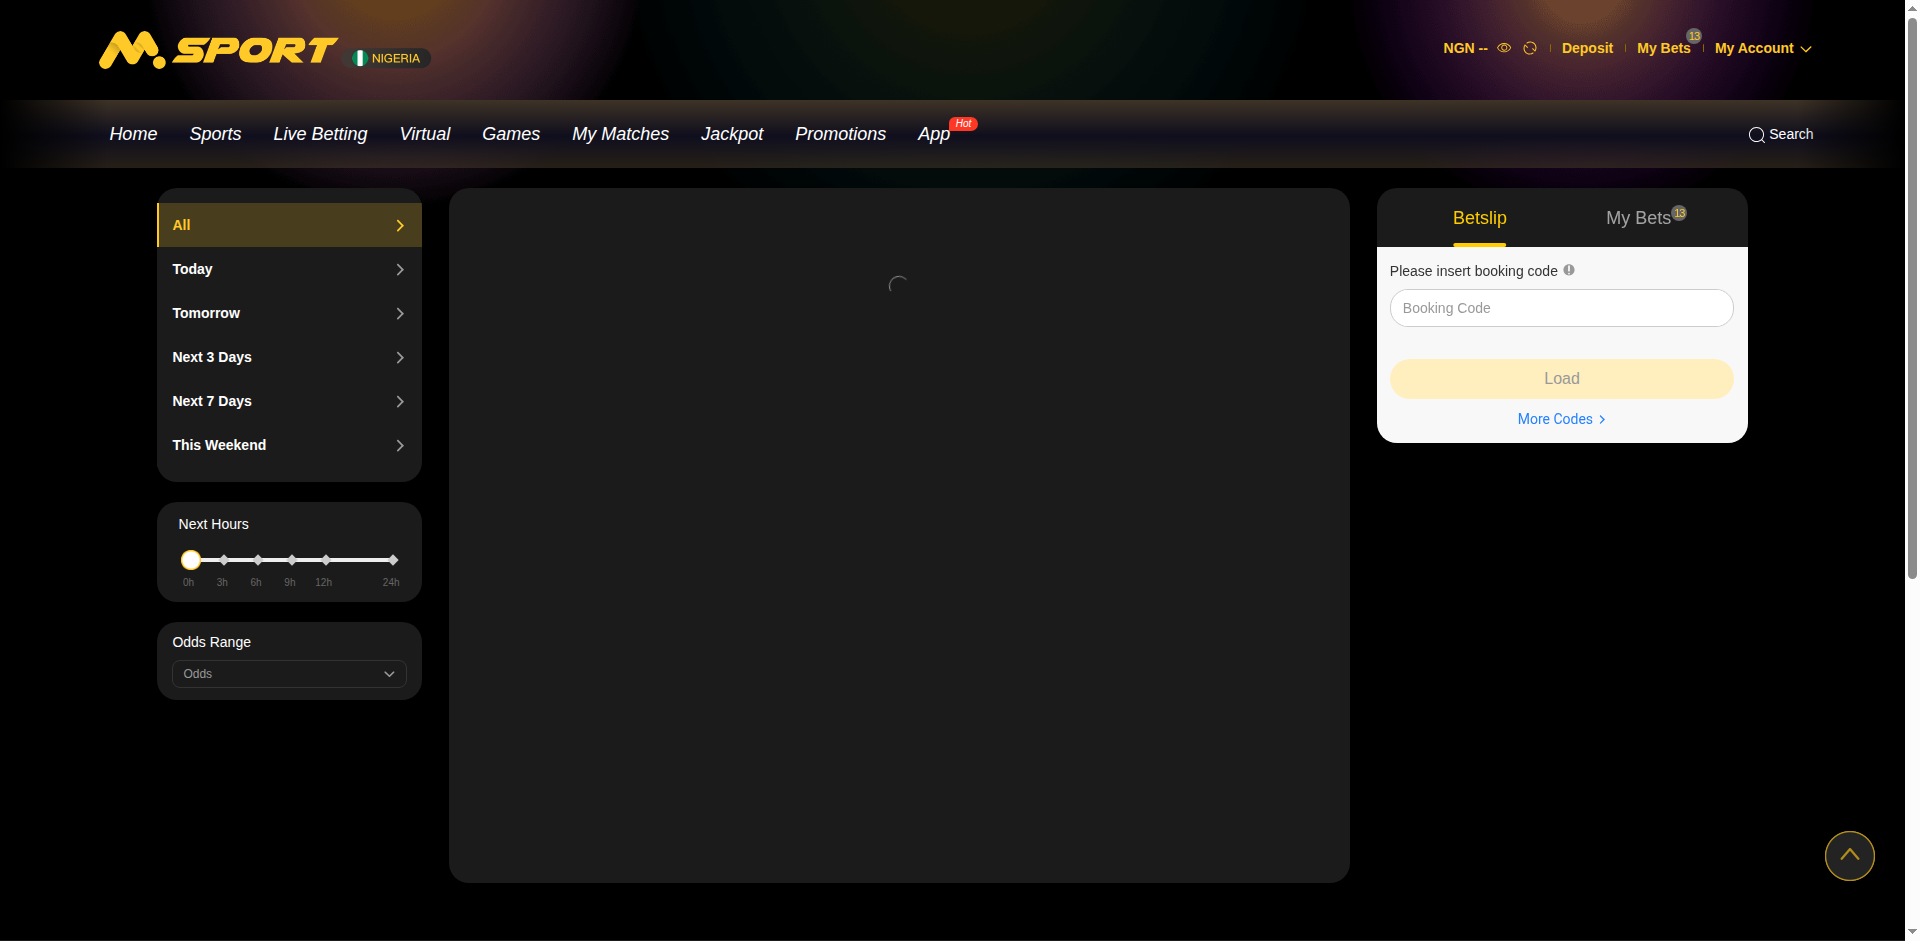 M.SPORT
NIGERIA
NGN --
Deposit
My Bets
13
My Account
Home
Sports
Live Betting
Virtual
Games
My Matches
Jackpot
Promotions
App
Hot
Search
All
Today
Tomorrow
Next 3 Days
Next 7 Days
This Weekend
Next Hours
0h 3h 6h 9h 12h 24h
Odds Range
Odds
Betslip
My Bets
13
Please insert booking code
Booking Code
Load
More Codes